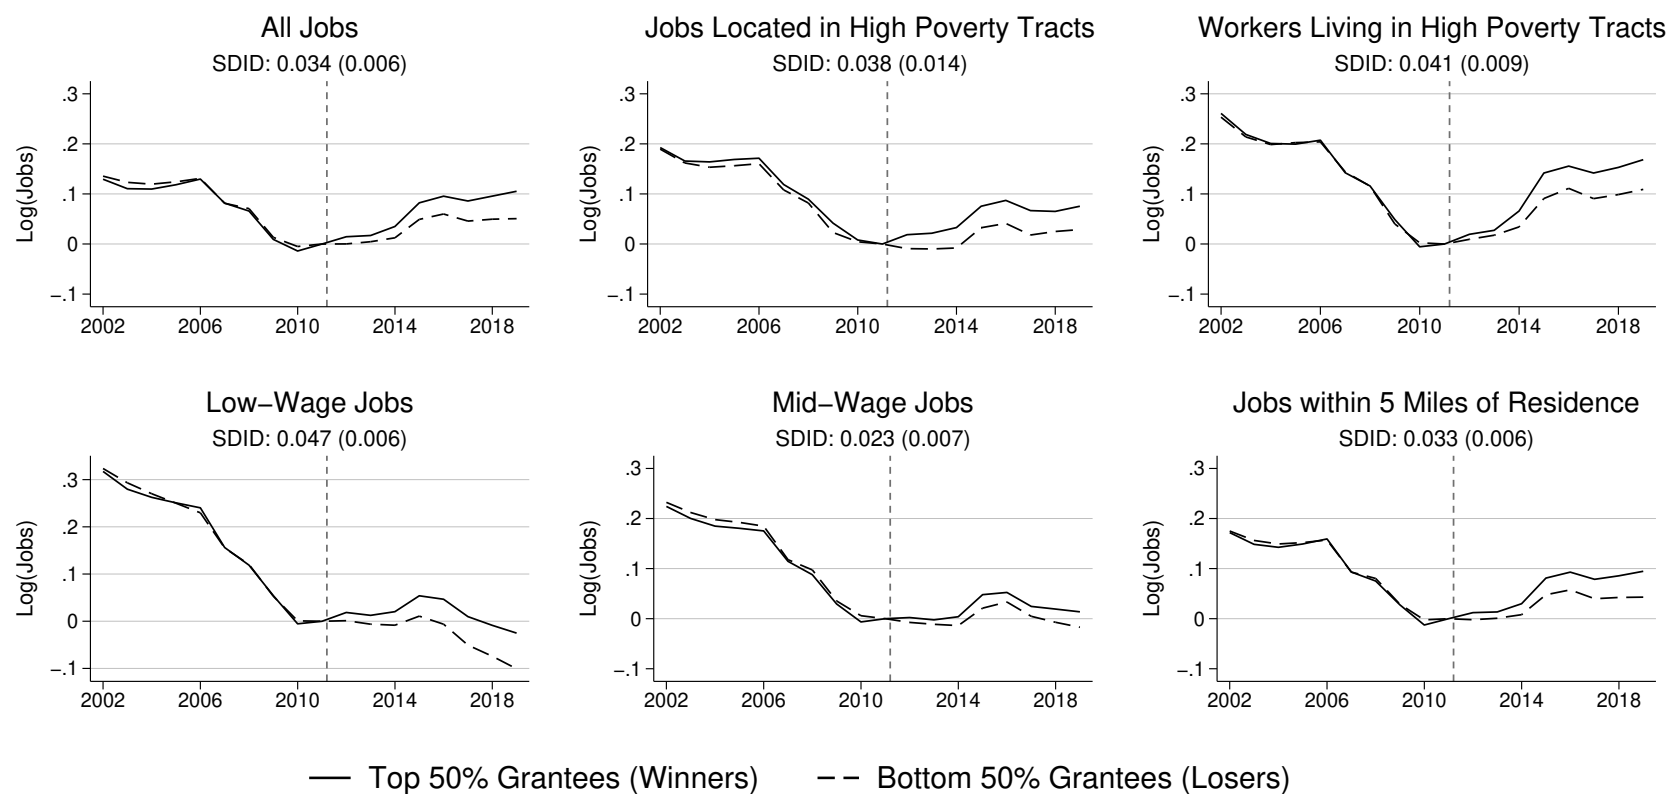 All Jobs
SDID: 0.034 (0.006)
Log(Jobs)
.3
.2
.1
0
−.1
2002 2006 2010 2014 2018
Jobs Located in High Poverty Tracts
SDID: 0.038 (0.014)
Log(Jobs)
.3
.2
.1
0
−.1
2002 2006 2010 2014 2018
Workers Living in High Poverty Tracts
SDID: 0.041 (0.009)
Log(Jobs)
.3
.2
.1
0
−.1
2002 2006 2010 2014 2018
Low−Wage Jobs
SDID: 0.047 (0.006)
Log(Jobs)
.3
.2
.1
0
−.1
2002 2006 2010 2014 2018
Mid−Wage Jobs
SDID: 0.023 (0.007)
Log(Jobs)
.3
.2
.1
0
−.1
2002 2006 2010 2014 2018
Jobs within 5 Miles of Residence
SDID: 0.033 (0.006)
Log(Jobs)
.3
.2
.1
0
−.1
2002 2006 2010 2014 2018
Top 50% Grantees (Winners) Bottom 50% Grantees (Losers)